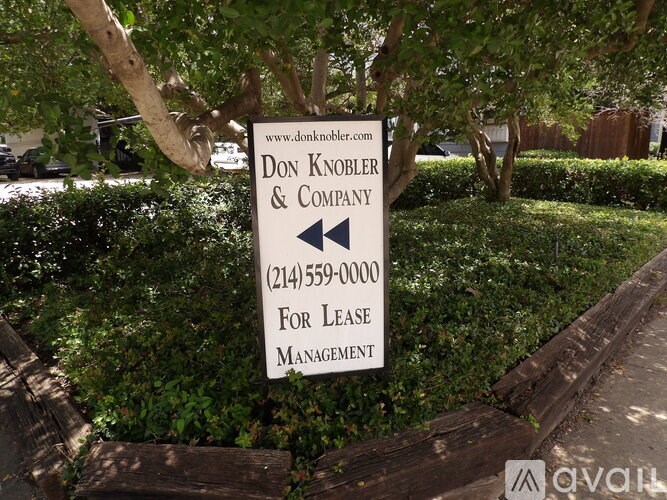 www.donknobler.com
Don Knobler
& Company
(214)559-0000
For Lease
Management
avail